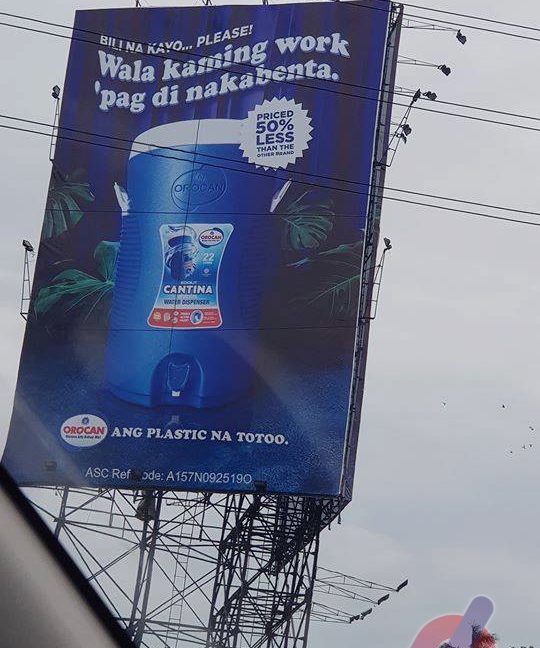 BILI NA KAYO... PLEASE!
Wala kaming work
'pag di nakabenta.
PRICED
50%
LESS
THAN THE
OTHER BRAND
OROCAN
OROCAN
22
CANTINA
WATER DISPENSER
OROCAN
ANG PLASTIC NA TOTOO.
ASC Ref Code: A157N092519O